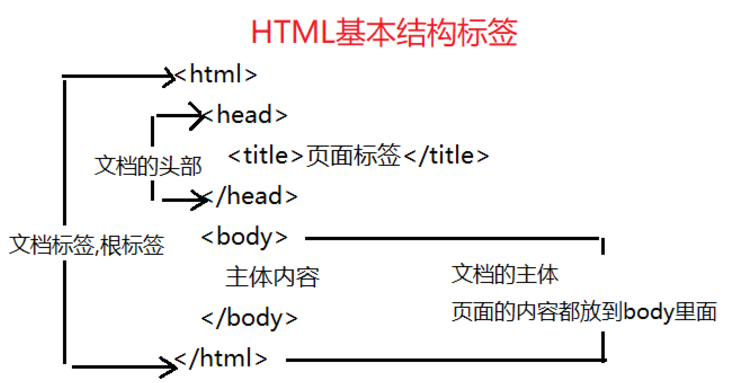 HTML基本结构标签
<html>
<head>
<title>页面标签</title>
文档的头部
</head>
文档标签,根标签
<body>
主体内容
文档的主体
页面的内容都放到body里面
</body>
</html>